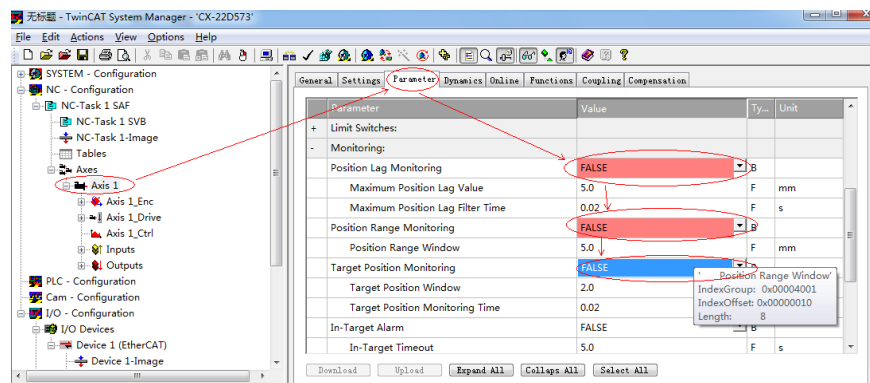 无标题 - TwinCAT System Manager - 'CX-22D573'
File Edit Actions View Options Help
SYSTEM - Configuration
NC - Configuration
NC-Task 1 SAF
NC-Task 1 SVB
NC-Task 1-Image
Tables
Axes
Axis 1
Axis 1_Enc
Axis 1_Drive
Axis 1_Ctrl
Inputs
Outputs
PLC - Configuration
Cam - Configuration
I/O - Configuration
I/O Devices
Device 1 (EtherCAT)
Device 1-Image
General Settings Parameter Dynamics Online Functions Coupling Compensation
Parameter Value Ty... Unit
+ Limit Switches:
- Monitoring:
Position Lag Monitoring FALSE B
Maximum Position Lag Value 5.0 F mm
Maximum Position Lag Filter Time 0.02 F s
Position Range Monitoring FALSE B
Position Range Window 5.0 F mm
Target Position Monitoring FALSE
Target Position Window 2.0
Target Position Monitoring Time 0.02
In-Target Alarm FALSE B
In-Target Timeout 5.0 F s
' Position Range Window'
IndexGroup: 0x00004001
IndexOffset: 0x00000010
Length: 8
Download Upload Expand All Collaps All Select All